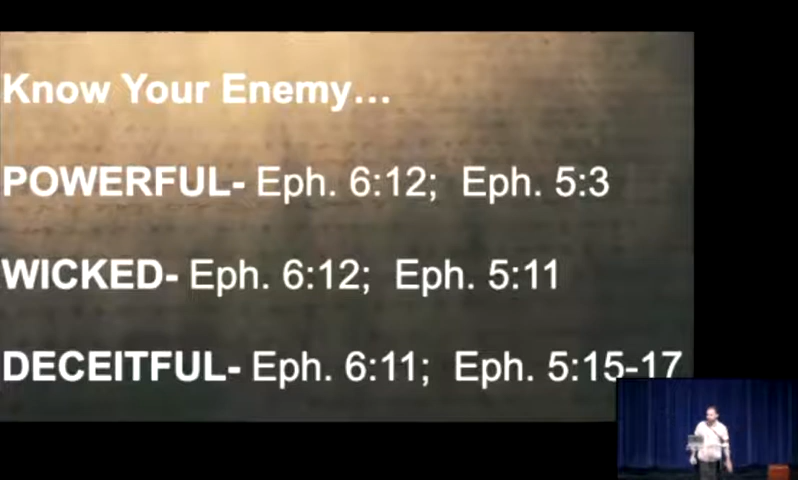 Know Your Enemy...
POWERFUL- Eph. 6:12;  Eph. 5:3
WICKED- Eph. 6:12;  Eph. 5:11
DECEITFUL- Eph. 6:11;  Eph. 5:15-17